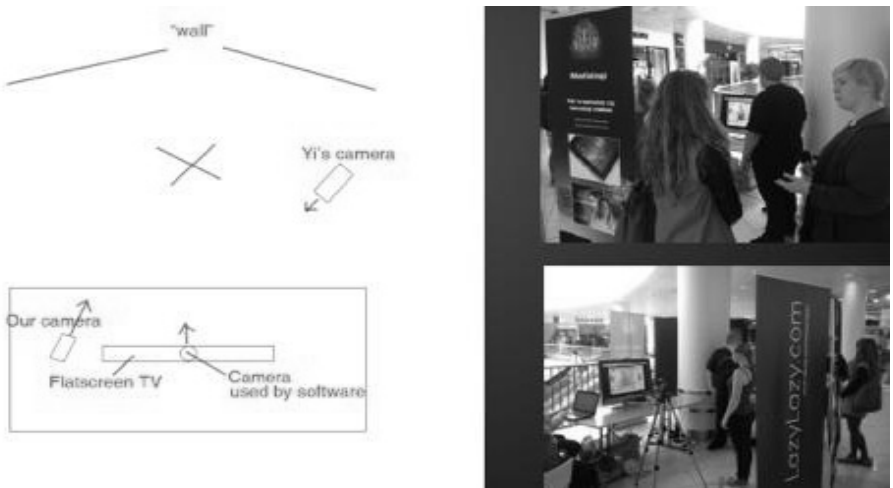 "wall"
Yi's camera
Our camera
Flatscreen TV
Camera
used by software
LazyLazy.com